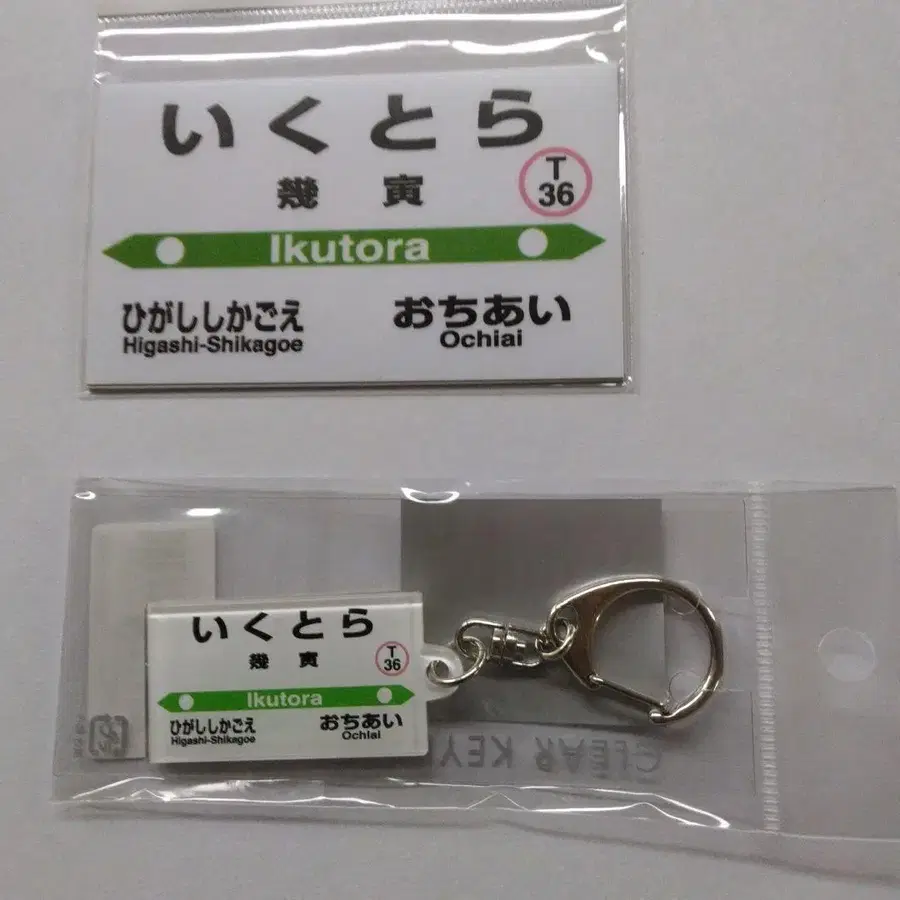 いくとら
幾寅
T
36
Ikutora
ひがししかごえ
Higashi-Shikagoe
おちあい
Ochiai
いくとら
幾寅
T
36
Ikutora
ひがししかごえ
Higashi-Shikagoe
おちあい
Ochiai
CLEAR KEY